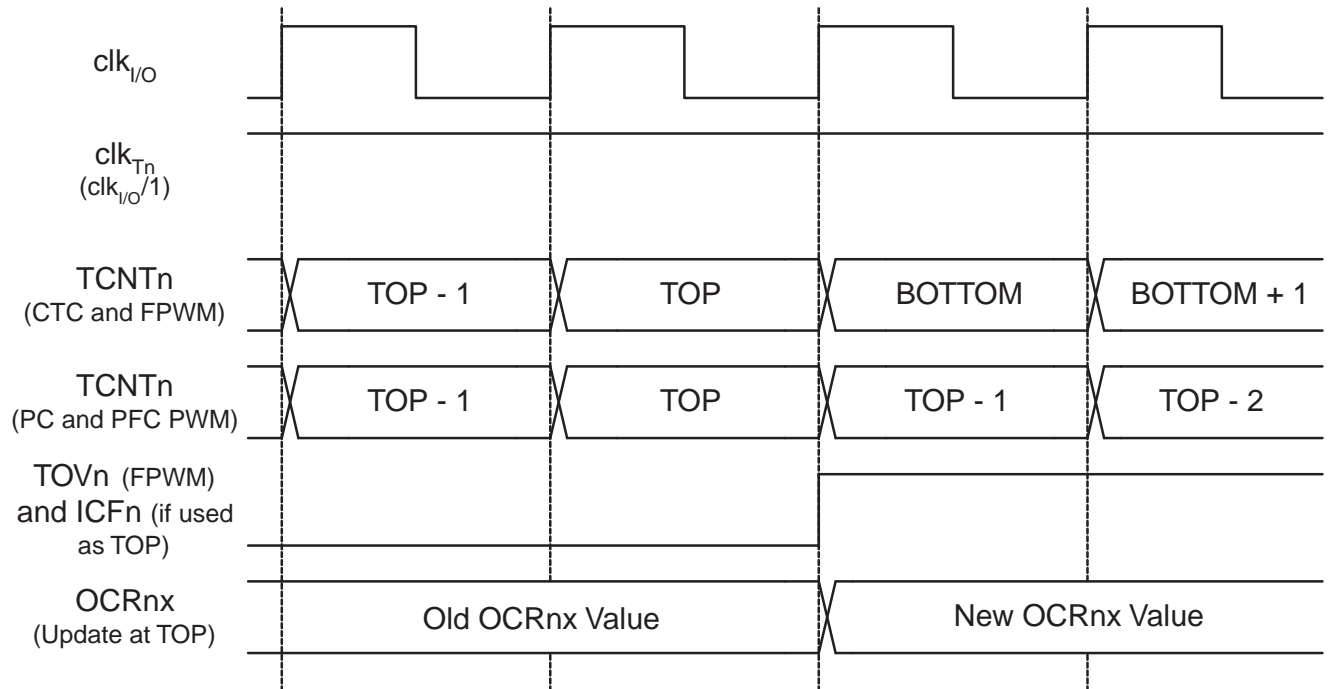 clkI/O
clkTn
(clkI/O/1)
TCNTn
(CTC and FPWM)
TOP - 1
TOP
BOTTOM
BOTTOM + 1
TCNTn
(PC and PFC PWM)
TOP - 1
TOP
TOP - 1
TOP - 2
TOVn (FPWM)
and ICFn (if used
as TOP)
OCRnx
(Update at TOP)
Old OCRnx Value
New OCRnx Value